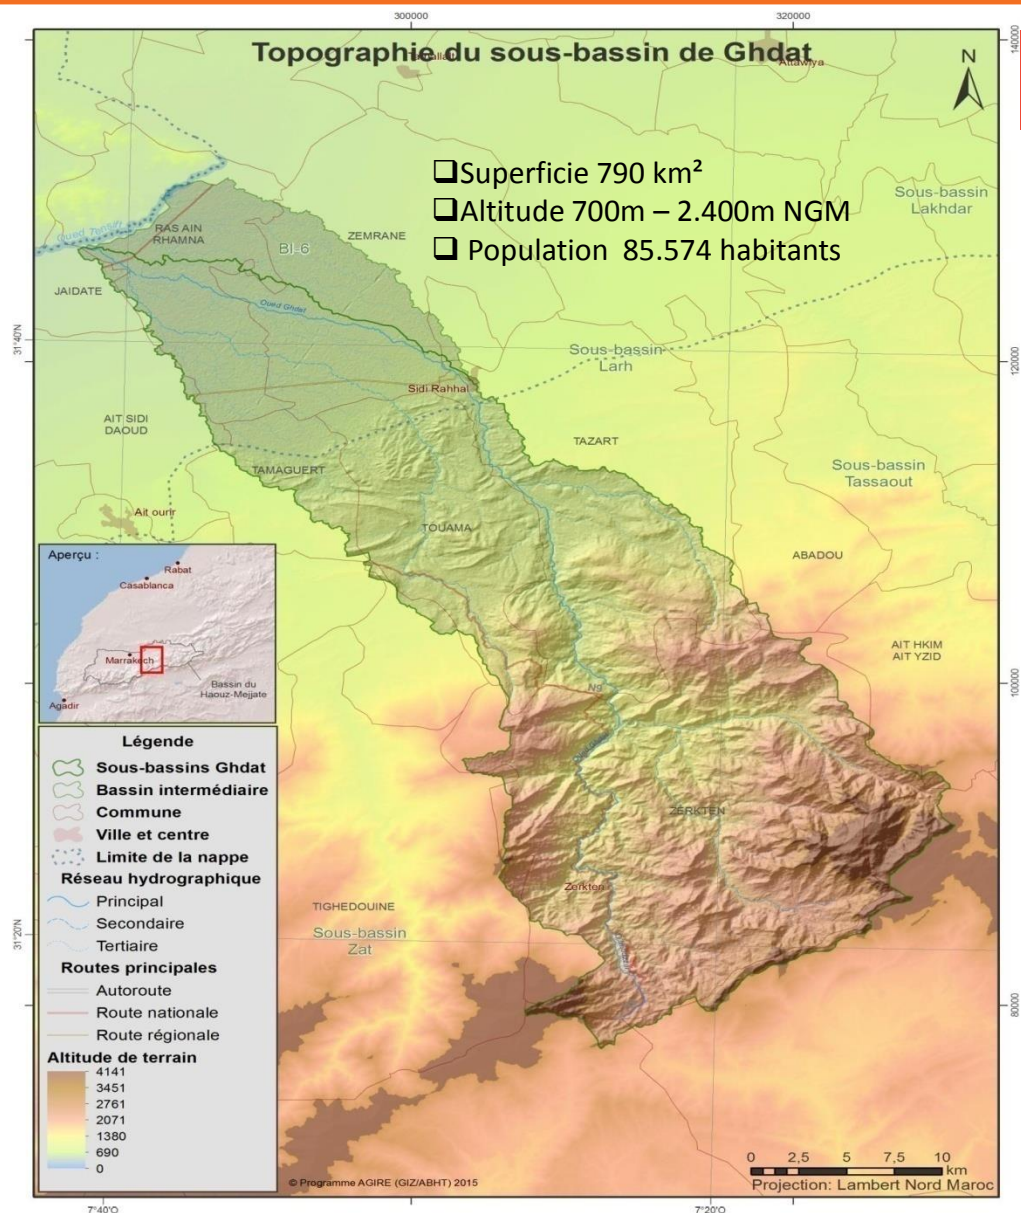 300000
320000
140000
Topographie du sous-bassin de Ghdat
Attawiya
N
❑Superficie 790 km²
❑Altitude 700m – 2.400m NGM
❑ Population 85.574 habitants
Sous-bassin
Lakhdar
Oued Tensift
RAS AIN
RHAMNA
BI-6
ZEMRANE
JAIDATE
Oued Ghdat
31°40'N
120000
Sous-bassin
Larh
Sidi Rahhal
AIT SIDI
DAOUD
TAZART
TAMAGUERT
Sous-bassin
Tassaout
Ait ourir
TOUAMA
ABADOU
Aperçu :
Rabat
Casablanca
Marrakech
Bassin du
Haouz-Mejjate
Agadir
AIT HKIM
AIT YZID
100000
N9
Légende
Sous-bassins Ghdat
Bassin intermédiaire
Commune
Ville et centre
Limite de la nappe
Réseau hydrographique
Principal
Secondaire
Tertiaire
Routes principales
Autoroute
Route nationale
Route régionale
Altitude de terrain
4141
3451
2761
2071
1380
690
0
ZERKTEN
Zerkten
TIGHEDOUINE
Sous-bassin
Zat
31°20'N
80000
© Programme AGIRE (GIZ/ABHT) 2015
0 2,5 5 7,5 10
km
Projection: Lambert Nord Maroc
7°40'O
7°20'O